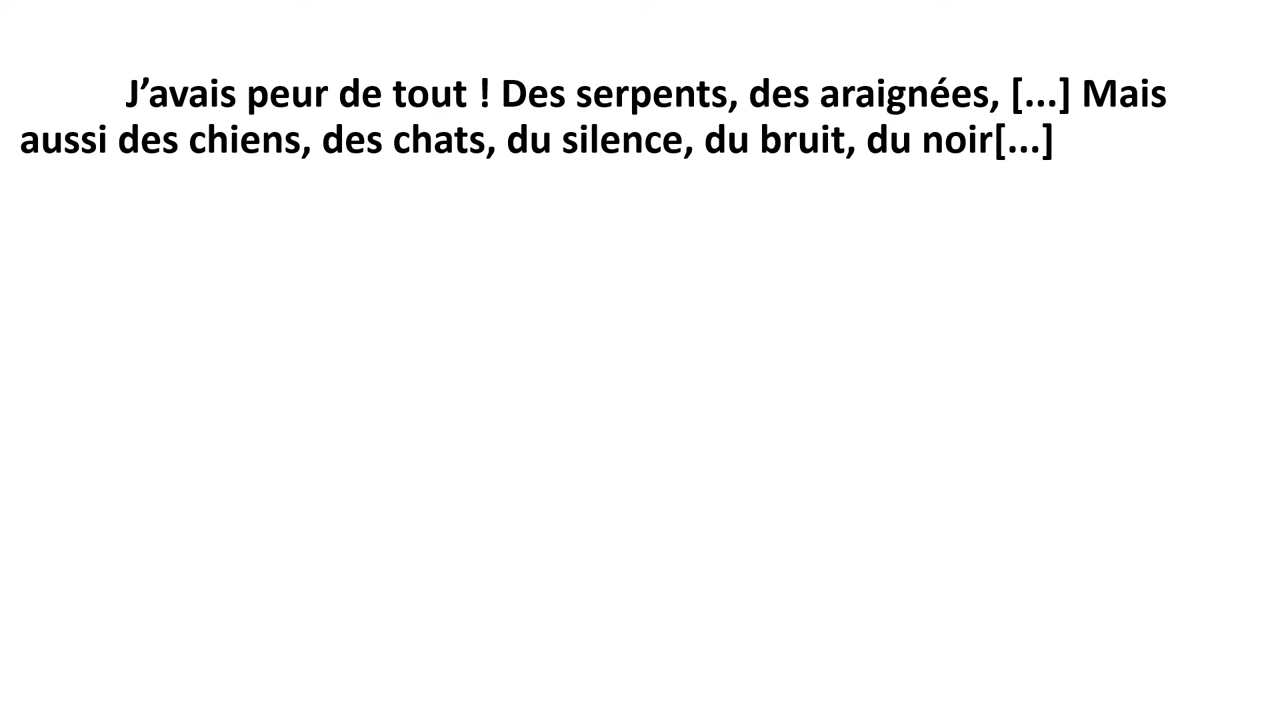 J’avais peur de tout ! Des serpents, des araignées, [...] Mais
aussi des chiens, des chats, du silence, du bruit, du noir[...]